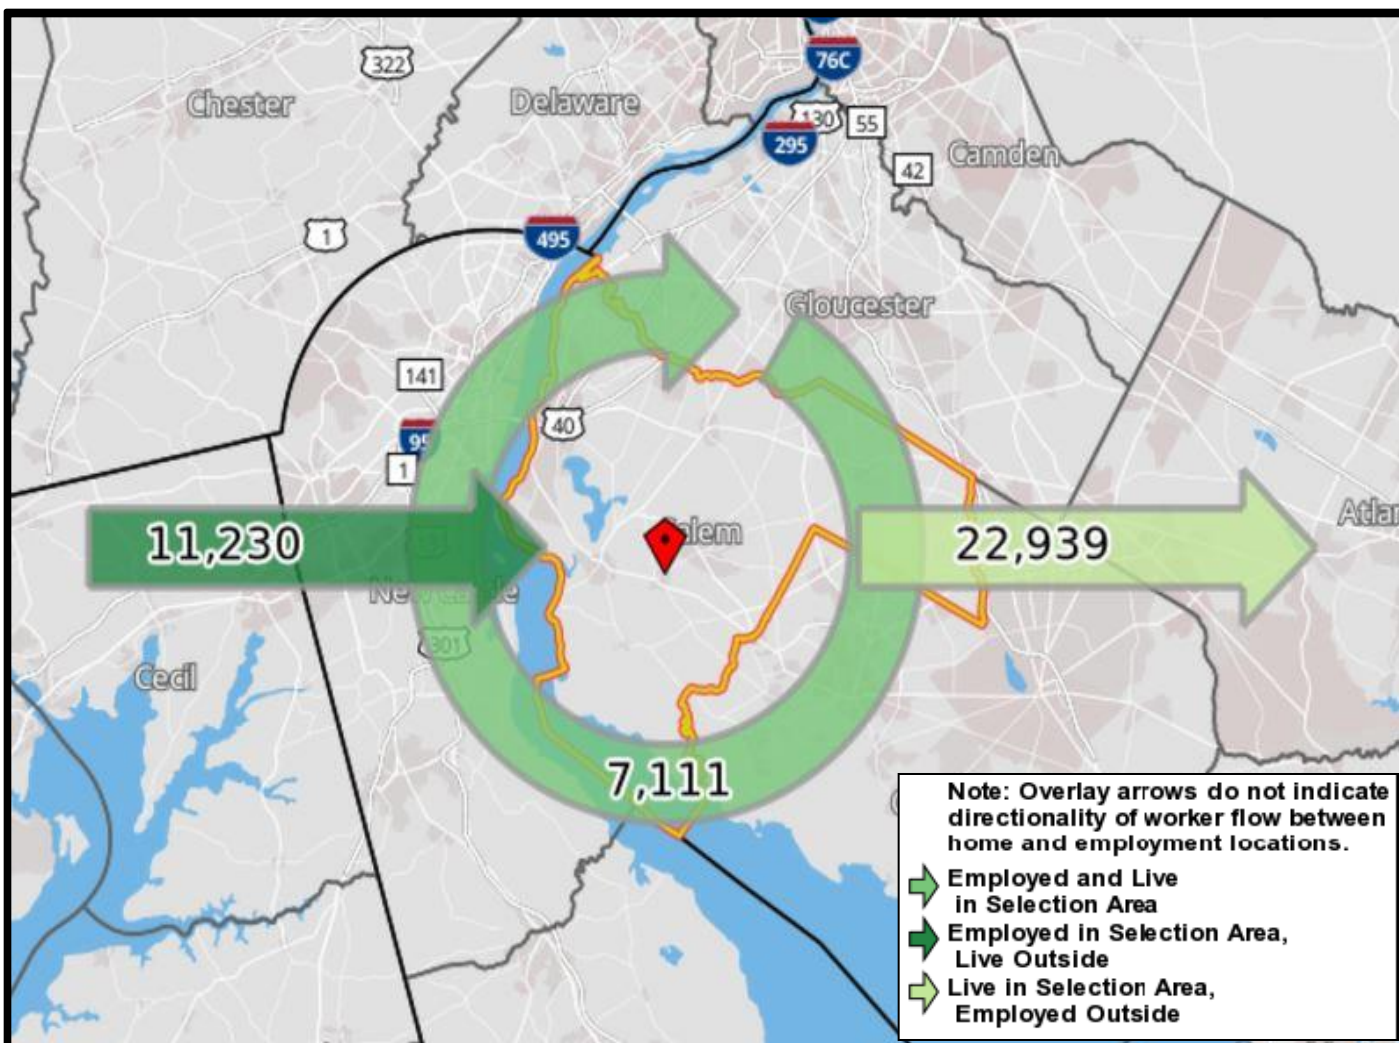 76C
322
Chester
Delaware
130
55
295
Camden
42
1
495
Gloucester
141
40
95
1
11,230
22,939
Salem
New Castle
301
Cecil
7,111
Note: Overlay arrows do not indicate
directionality of worker flow between
home and employment locations.
Employed and Live
in Selection Area
Employed in Selection Area,
Live Outside
Live in Selection Area,
Employed Outside